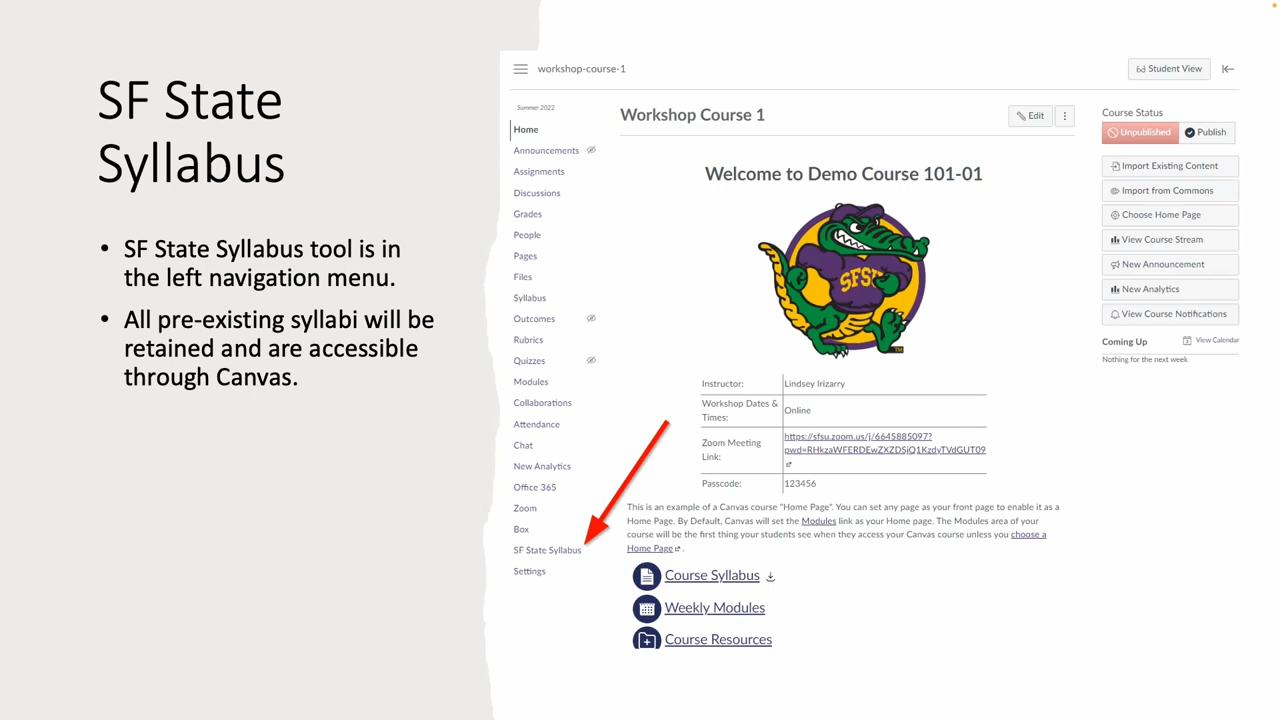 SF State
Syllabus
• SF State Syllabus tool is in
the left navigation menu.
• All pre-existing syllabi will be
retained and are accessible
through Canvas.
workshop-course-1
Student View
Summer 2022
Home
Announcements
Assignments
Discussions
Grades
People
Pages
Files
Syllabus
Outcomes
Rubrics
Quizzes
Modules
Collaborations
Attendance
Chat
New Analytics
Office 365
Zoom
Box
SF State Syllabus
Settings
Workshop Course 1
Edit
Welcome to Demo Course 101-01
SFSU
TM
Instructor: Lindsey Irizarry
Workshop Dates &
Times:
Online
Zoom Meeting
Link:
https://sfsu.zoom.us/j/6645885097?
pwd=RHkzaWFERDEwZXZDSjQ1KzdyTVdGUT09
Passcode: 123456
This is an example of a Canvas course "Home Page". You can set any page as your front page to enable it as a
Home Page. By Default, Canvas will set the Modules link as your Home page. The Modules area of your
course will be the first thing your students see when they access your Canvas course unless you choose a
Home Page .
Course Syllabus
Weekly Modules
Course Resources
Course Status
Unpublished Publish
Import Existing Content
Import from Commons
Choose Home Page
View Course Stream
New Announcement
New Analytics
View Course Notifications
Coming Up View Calendar
Nothing for the next week